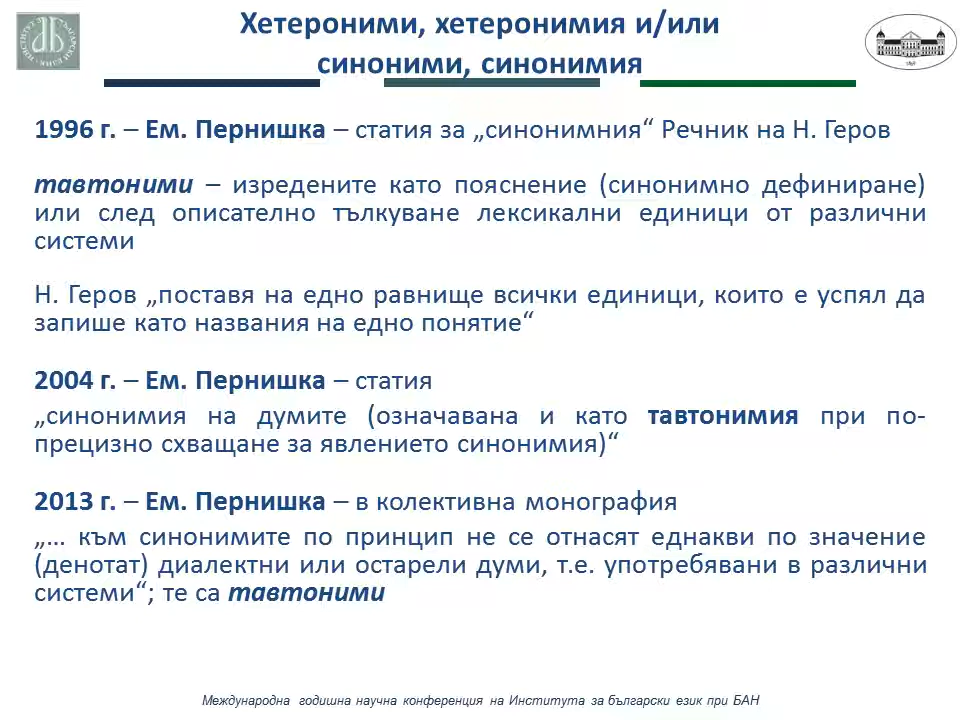 Хетероними, хетеронимия и/или
синоними, синонимия
1996 г. – Ем. Пернишка – статия за „синонимния“ Речник на Н. Геров
тавтоними – изредените като пояснение (синонимно дефиниране)
или след описателно тълкуване лексикални единици от различни
системи
Н. Геров „поставя на едно равнище всички единици, които е успял да
запише като названия на едно понятие“
2004 г. – Ем. Пернишка – статия
„синонимия на думите (означавана и като тавтонимия при по-
прецизно схващане за явлението синонимия)“
2013 г. – Ем. Пернишка – в колективна монография
„... към синонимите по принцип не се отнасят еднакви по значение
(денотат) диалектни или остарели думи, т.е. употребявани в различни
системи“; те са тавтоними
Международна годишна научна конференция на Института за български език при БАН